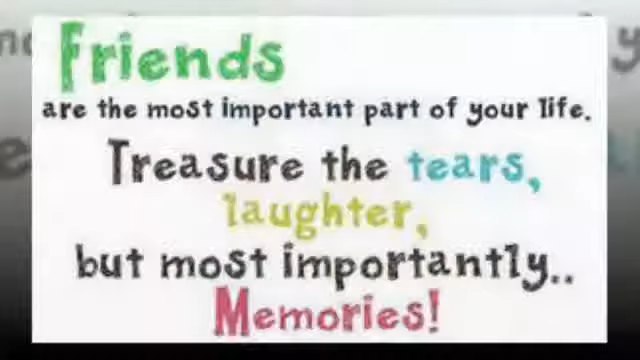 Friends
are the most important part of your life.
Treasure the tears,
laughter,
but most importantly..
Memories!